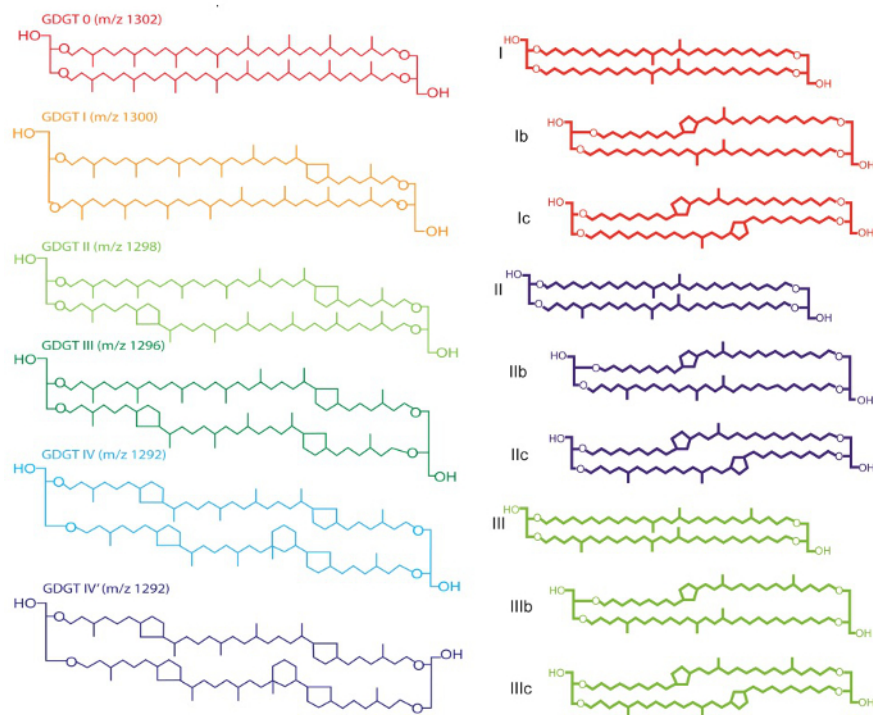 GDGT 0 (m/z 1302)
HO
O
O
O
O
OH
GDGT I (m/z 1300)
HO
O
O
O
O
OH
GDGT II (m/z 1298)
HO
O
O
O
O
OH
GDGT III (m/z 1296)
HO
O
O
O
O
OH
GDGT IV (m/z 1292)
HO
O
O
O
O
OH
GDGT IV' (m/z 1292)
HO
O
O
O
O
OH
I
HO
O
O
O
O
OH
Ib
HO
O
O
O
O
OH
Ic
HO
O
O
O
O
OH
II
HO
O
O
O
O
OH
IIb
HO
O
O
O
O
OH
IIc
HO
O
O
O
O
OH
III
HO
O
O
O
O
OH
IIIb
HO
O
O
O
O
OH
IIIc
HO
O
O
O
O
OH